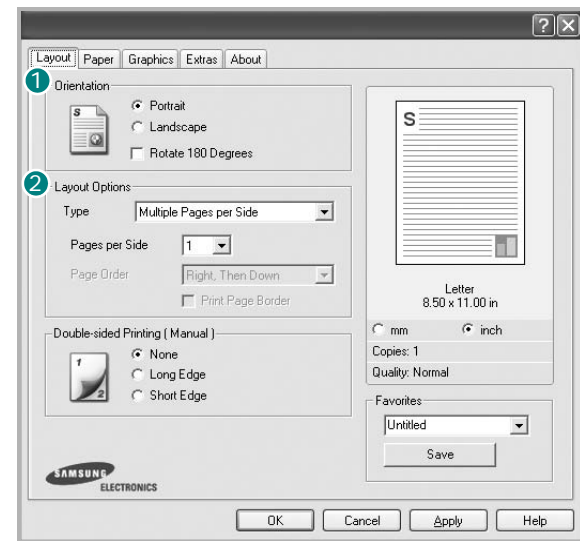 Layout Paper Graphics Extras About
1
Orientation
S
Portrait
Landscape
Rotate 180 Degrees
2
Layout Options
Type Multiple Pages per Side
Pages per Side 1
Page Order Right, Then Down
Print Page Border
Double-sided Printing ( Manual )
1
2
None
Long Edge
Short Edge
SAMSUNG
ELECTRONICS
S
Letter
8.50 x 11.00 in
mm inch
Copies: 1
Quality: Normal
Favorites
Untitled
Save
OK Cancel Apply Help